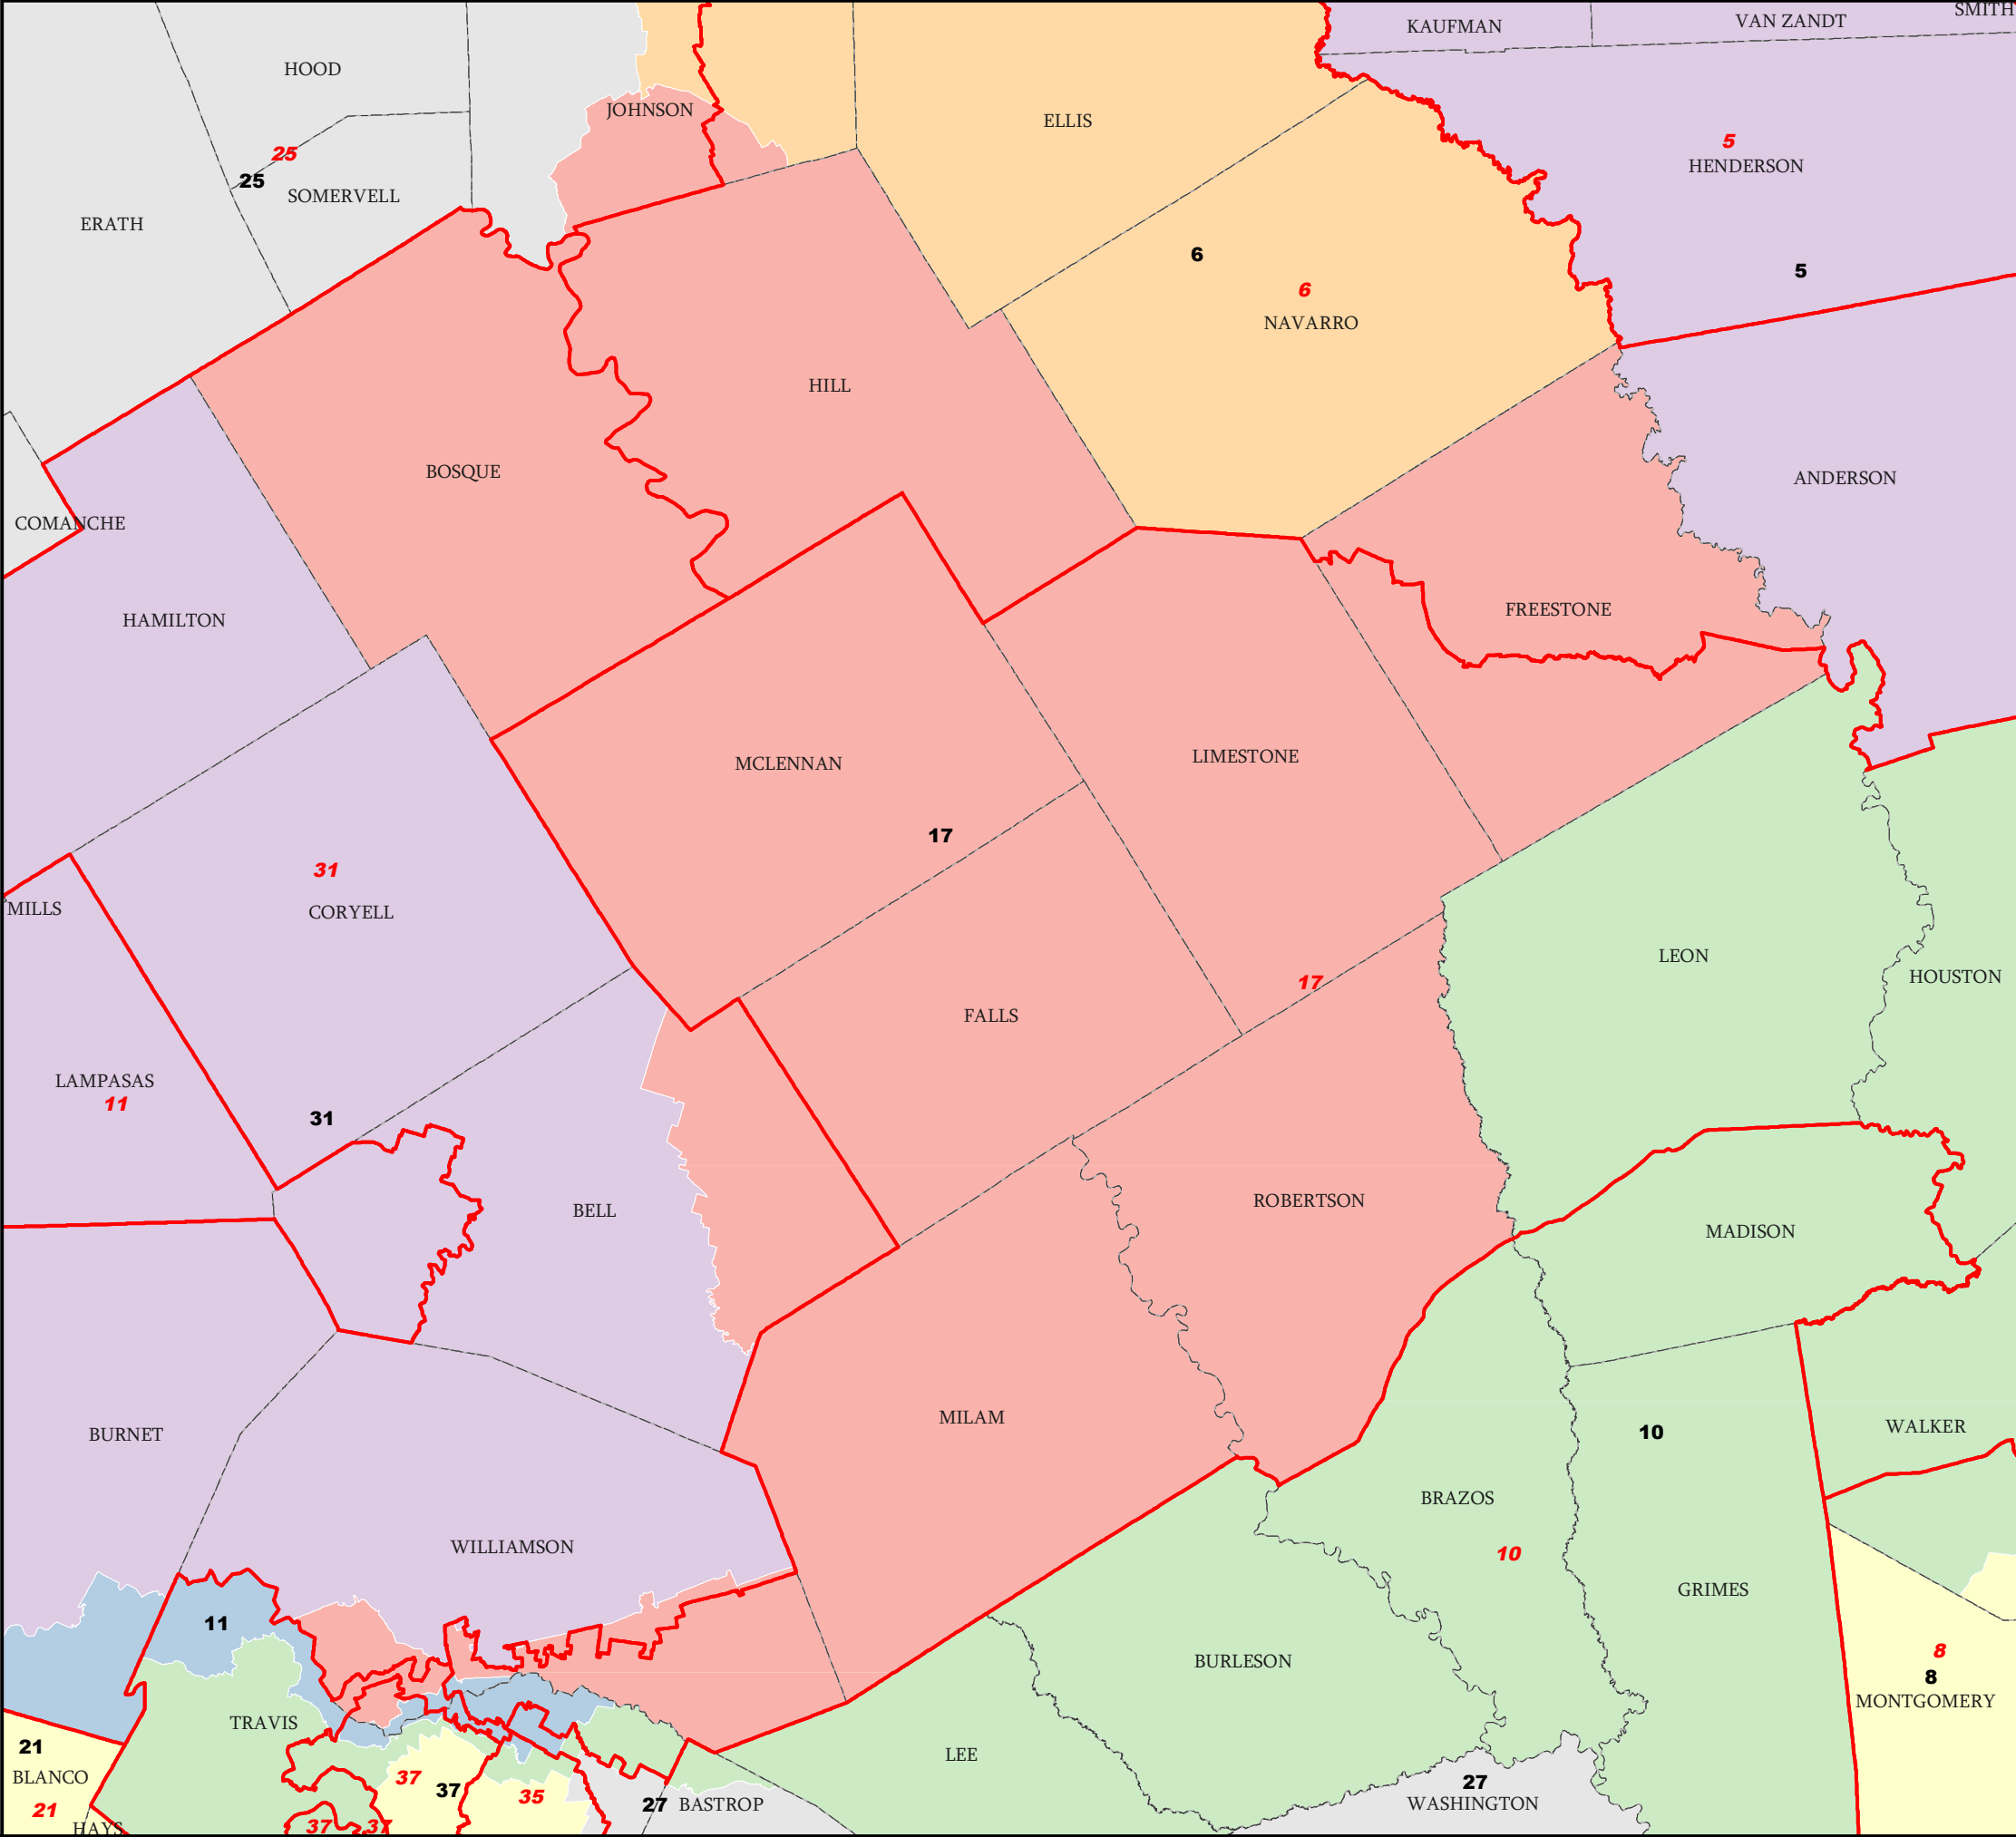 SMITH
VAN ZANDT
KAUFMAN
HOOD
JOHNSON
ELLIS
5
25
HENDERSON
25
SOMERVELL
ERATH
6
5
6
NAVARRO
HILL
BOSQUE
ANDERSON
COMANCHE
FREESTONE
HAMILTON
LIMESTONE
MCLENNAN
17
31
MILLS
CORYELL
LEON
HOUSTON
17
FALLS
LAMPASAS
11
31
ROBERTSON
BELL
MADISON
MILAM
WALKER
BURNET
10
BRAZOS
WILLIAMSON
10
GRIMES
11
8
BURLESON
8
MONTGOMERY
TRAVIS
21
LEE
BLANCO
37
37
35
27
WASHINGTON
27
BASTROP
21
HAYS
37
37